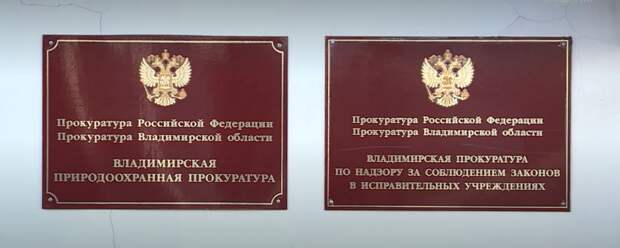 Прокуратура Российской Федерации
Прокуратура Владимирской области
ВЛАДИМИРСКАЯ
ПРИРОДООХРАННАЯ ПРОКУРАТУРА
Прокуратура Российской Федерации
Прокуратура Владимирской области
ВЛАДИМИРСКАЯ ПРОКУРАТУРА
ПО НАДЗОРУ ЗА СОБЛЮДЕНИЕМ ЗАКОНОВ
В ИСПРАВИТЕЛЬНЫХ УЧРЕЖДЕНИЯХ